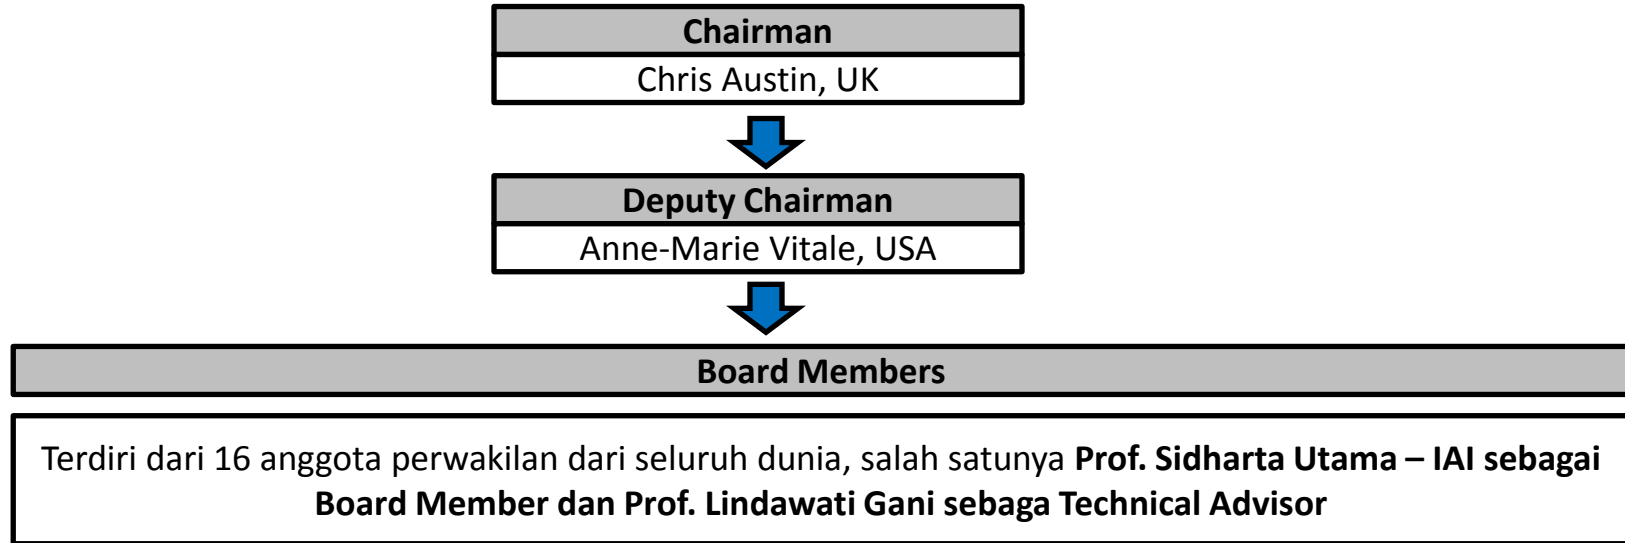 Chairman
Chris Austin, UK
Deputy Chairman
Anne-Marie Vitale, USA
Board Members
Terdiri dari 16 anggota perwakilan dari seluruh dunia, salah satunya Prof. Sidharta Utama – IAI sebagai
Board Member dan Prof. Lindawati Gani sebaga Technical Advisor